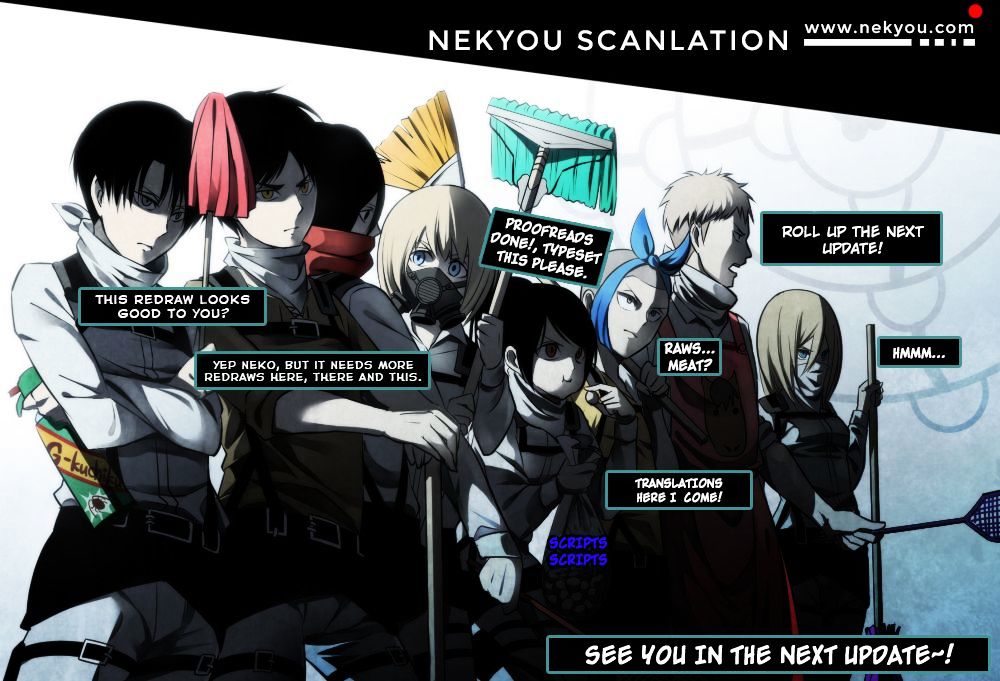 NEKYOU SCANLATION
www.nekyou.com
PROOFREADS
DONE!, TYPESET
THIS PLEASE.
ROLL UP THE NEXT
UPDATE!
THIS REDRAW LOOKS
GOOD TO YOU?
YEP NEKO, BUT IT NEEDS MORE
REDRAWS HERE, THERE AND THIS.
RAWS...
MEAT?
HMMM...
TRANSLATIONS
HERE I COME!
SCRIPTS
SCRIPTS
SEE YOU IN THE NEXT UPDATE~!